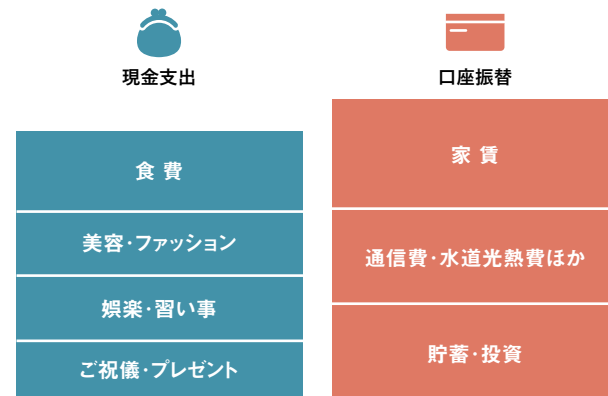 現金支出
食費
美容・ファッション
娯楽・習い事
ご祝儀・プレゼント
口座振替
家賃
通信費・水道光熱費ほか
貯蓄・投資